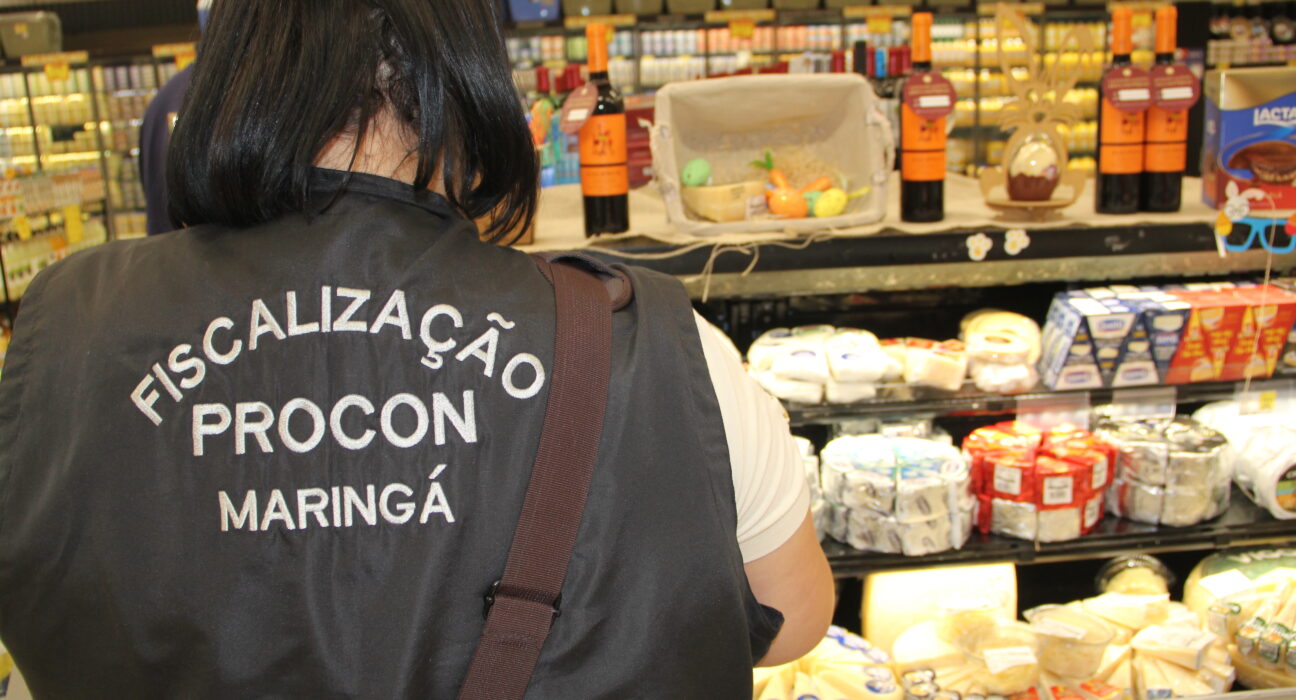 FISCALIZAÇÃO
PROCON
MARINGÁ
LACTA